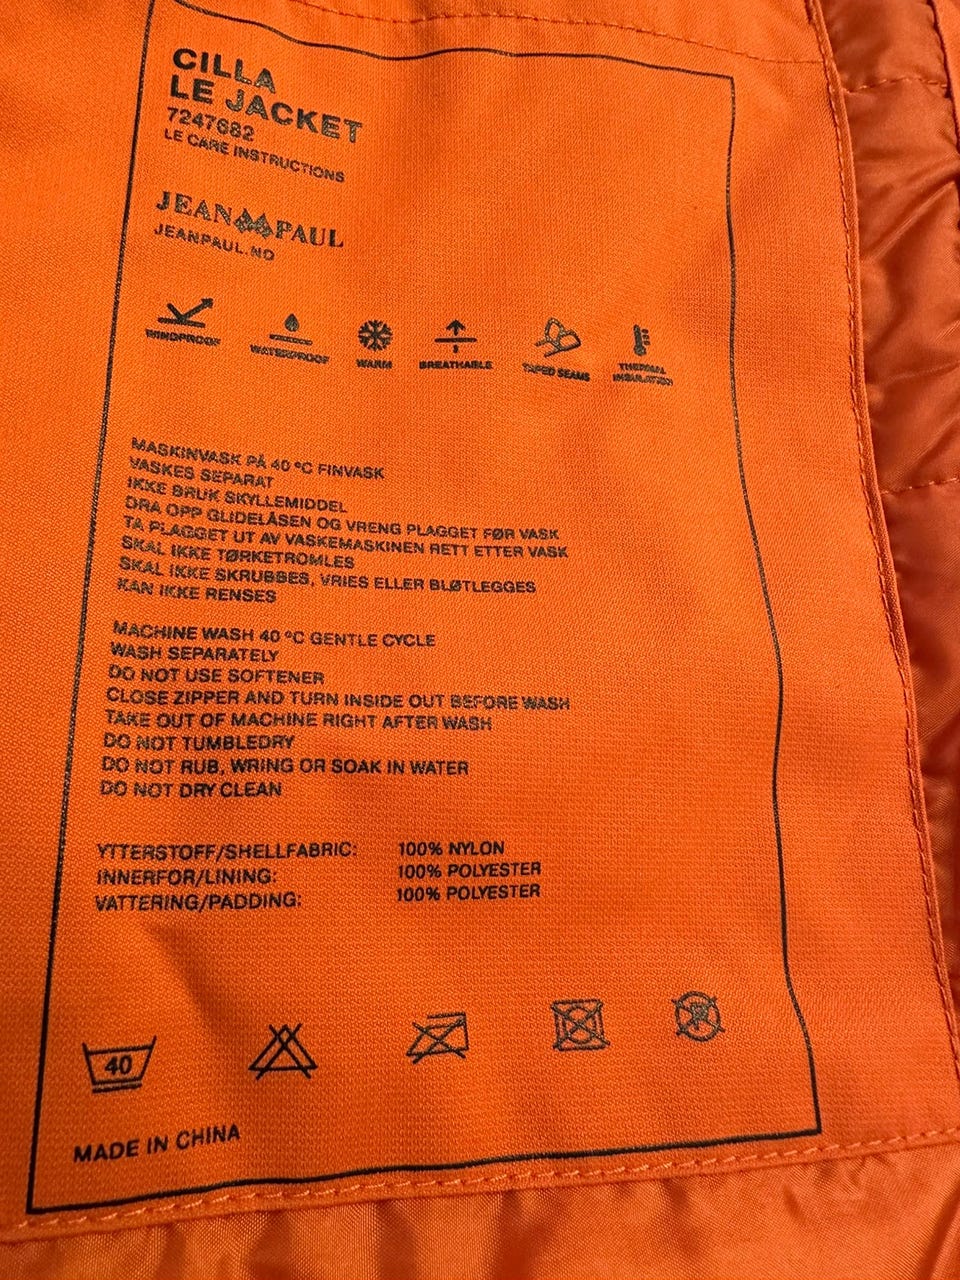 CILLA
LE JACKET
7247682
LE CARE INSTRUCTIONS
JEAN PAUL
JEANPAUL.NO
WINDPROOF
WATERPROOF
WARM
BREATHABLE
TAPED SEAMS
THERMAL
INSULATION
MASKINVASK PÅ 40 °C FINVASK
VASKES SEPARAT
IKKE BRUK SKYLLEMIDDEL
DRA OPP GLIDELÅSEN OG VRENG PLAGGET FØR VASK
TA PLAGGET UT AV VASKEMASKINEN RETT ETTER VASK
SKAL IKKE TØRKETROMLES
SKAL IKKE SKRUBBES, VRIES ELLER BLØTLEGGES
KAN IKKE RENSES
MACHINE WASH 40 °C GENTLE CYCLE
WASH SEPARATELY
DO NOT USE SOFTENER
CLOSE ZIPPER AND TURN INSIDE OUT BEFORE WASH
TAKE OUT OF MACHINE RIGHT AFTER WASH
DO NOT TUMBLEDRY
DO NOT RUB, WRING OR SOAK IN WATER
DO NOT DRY CLEAN
YTTERSTOFF/SHELLFABRIC: 100% NYLON
INNERFOR/LINING: 100% POLYESTER
VATTERING/PADDING: 100% POLYESTER
40
P
MADE IN CHINA